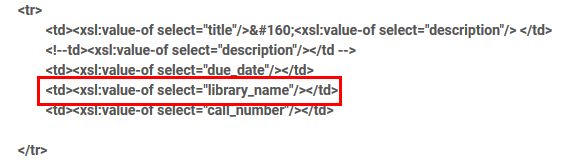 <tr>
<td><xsl:value-of select="title"/>&#160;<xsl:value-of select="description"/> </td>
<!--td><xsl:value-of select="description"/></td -->
<td><xsl:value-of select="due_date"/></td>
<td><xsl:value-of select="library_name"/></td>
<td><xsl:value-of select="call_number"/></td>
</tr>